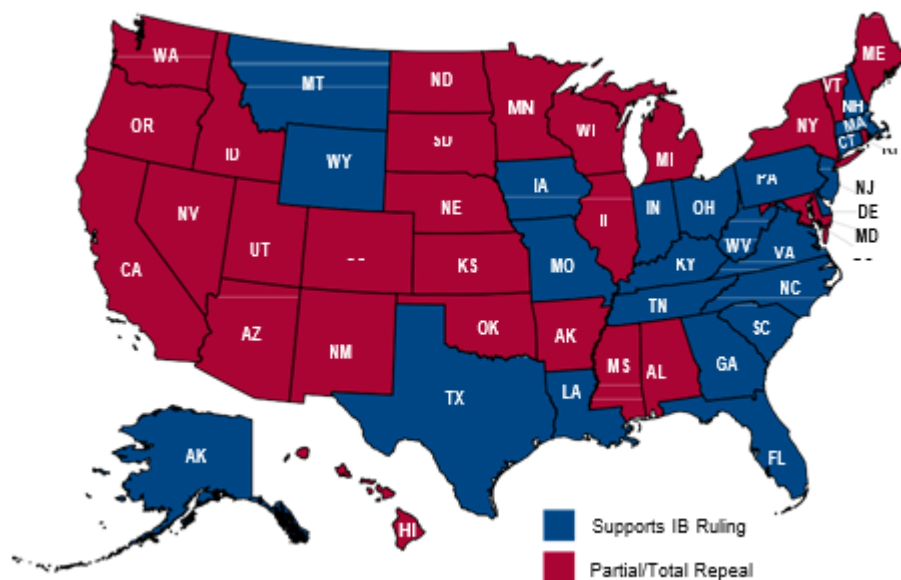 WA
MT
ND
MN
ME
VT
NH
OR
ID
SD
WI
NY
MA
WY
MI
CT
IA
PA
NJ
NE
NV
IN
OH
DE
UT
WV
MD
CA
KS
MO
KY
VA
NC
TN
AZ
NM
OK
AK
SC
MS
AL
GA
TX
LA
AK
FL
HI
Supports IB Ruling
Partial/Total Repeal